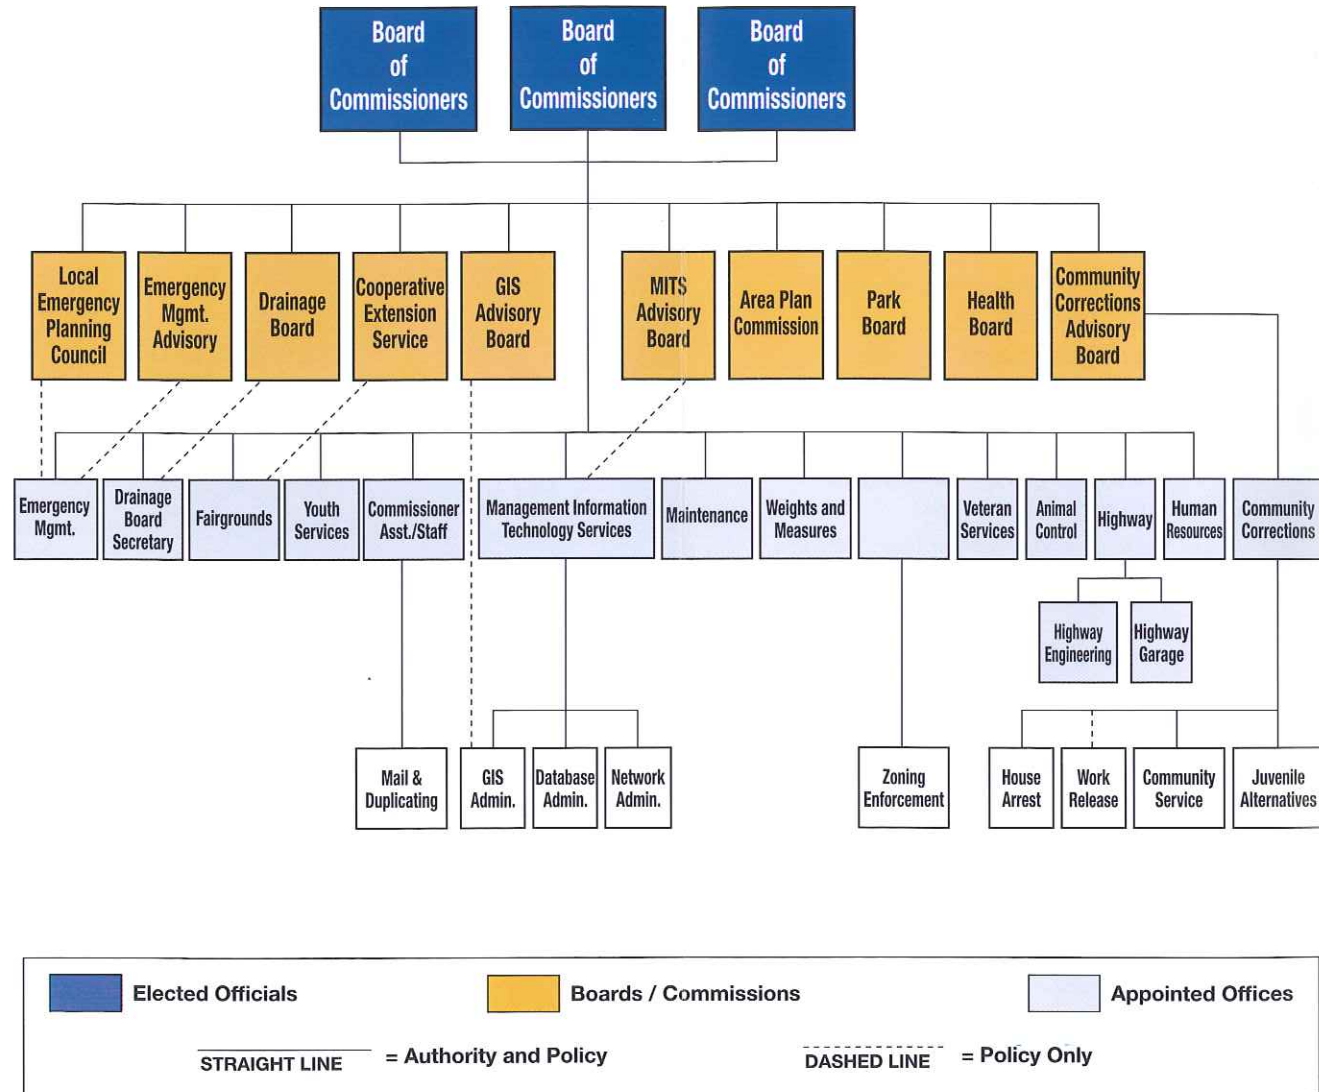 Board
of
Commissioners
Board
of
Commissioners
Board
of
Commissioners
Local
Emergency
Planning
Council
Emergency
Mgmt.
Advisory
Drainage
Board
Cooperative
Extension
Service
GIS
Advisory
Board
MITS
Advisory
Board
Area Plan
Commission
Park
Board
Health
Board
Community
Corrections
Advisory
Board
Emergency
Mgmt.
Drainage
Board
Secretary
Fairgrounds
Youth
Services
Commissioner
Asst./Staff
Management Information
Technology Services
Maintenance
Weights and
Measures
Veteran
Services
Animal
Control
Highway
Human
Resources
Community
Corrections
Highway
Engineering
Highway
Garage
Mail &
Duplicating
GIS
Admin.
Database
Admin.
Network
Admin.
Zoning
Enforcement
House
Arrest
Work
Release
Community
Service
Juvenile
Alternatives
Elected Officials
Boards / Commissions
Appointed Offices
STRAIGHT LINE = Authority and Policy
DASHED LINE = Policy Only